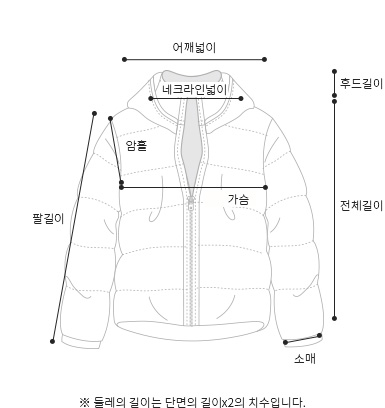 어깨넓이
네크라인넓이
후드길이
암홀
가슴
팔길이
전체길이
소매
※ 둘레의 길이는 단면의 길이x2의 치수입니다.